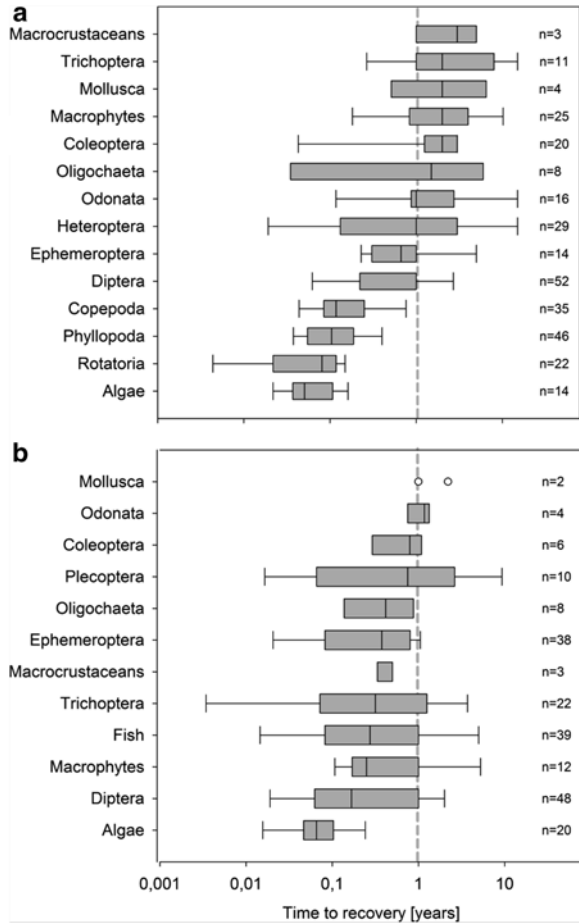 a
Macrocrustaceans n=3
Trichoptera n=11
Mollusca n=4
Macrophytes n=25
Coleoptera n=20
Oligochaeta n=8
Odonata n=16
Heteroptera n=29
Ephemeroptera n=14
Diptera n=52
Copepoda n=35
Phyllopoda n=46
Rotatoria n=22
Algae n=14
b
Mollusca n=2
Odonata n=4
Coleoptera n=6
Plecoptera n=10
Oligochaeta n=8
Ephemeroptera n=38
Macrocrustaceans n=3
Trichoptera n=22
Fish n=39
Macrophytes n=12
Diptera n=48
Algae n=20
0,001 0,01 0,1 1 10
Time to recovery [years]